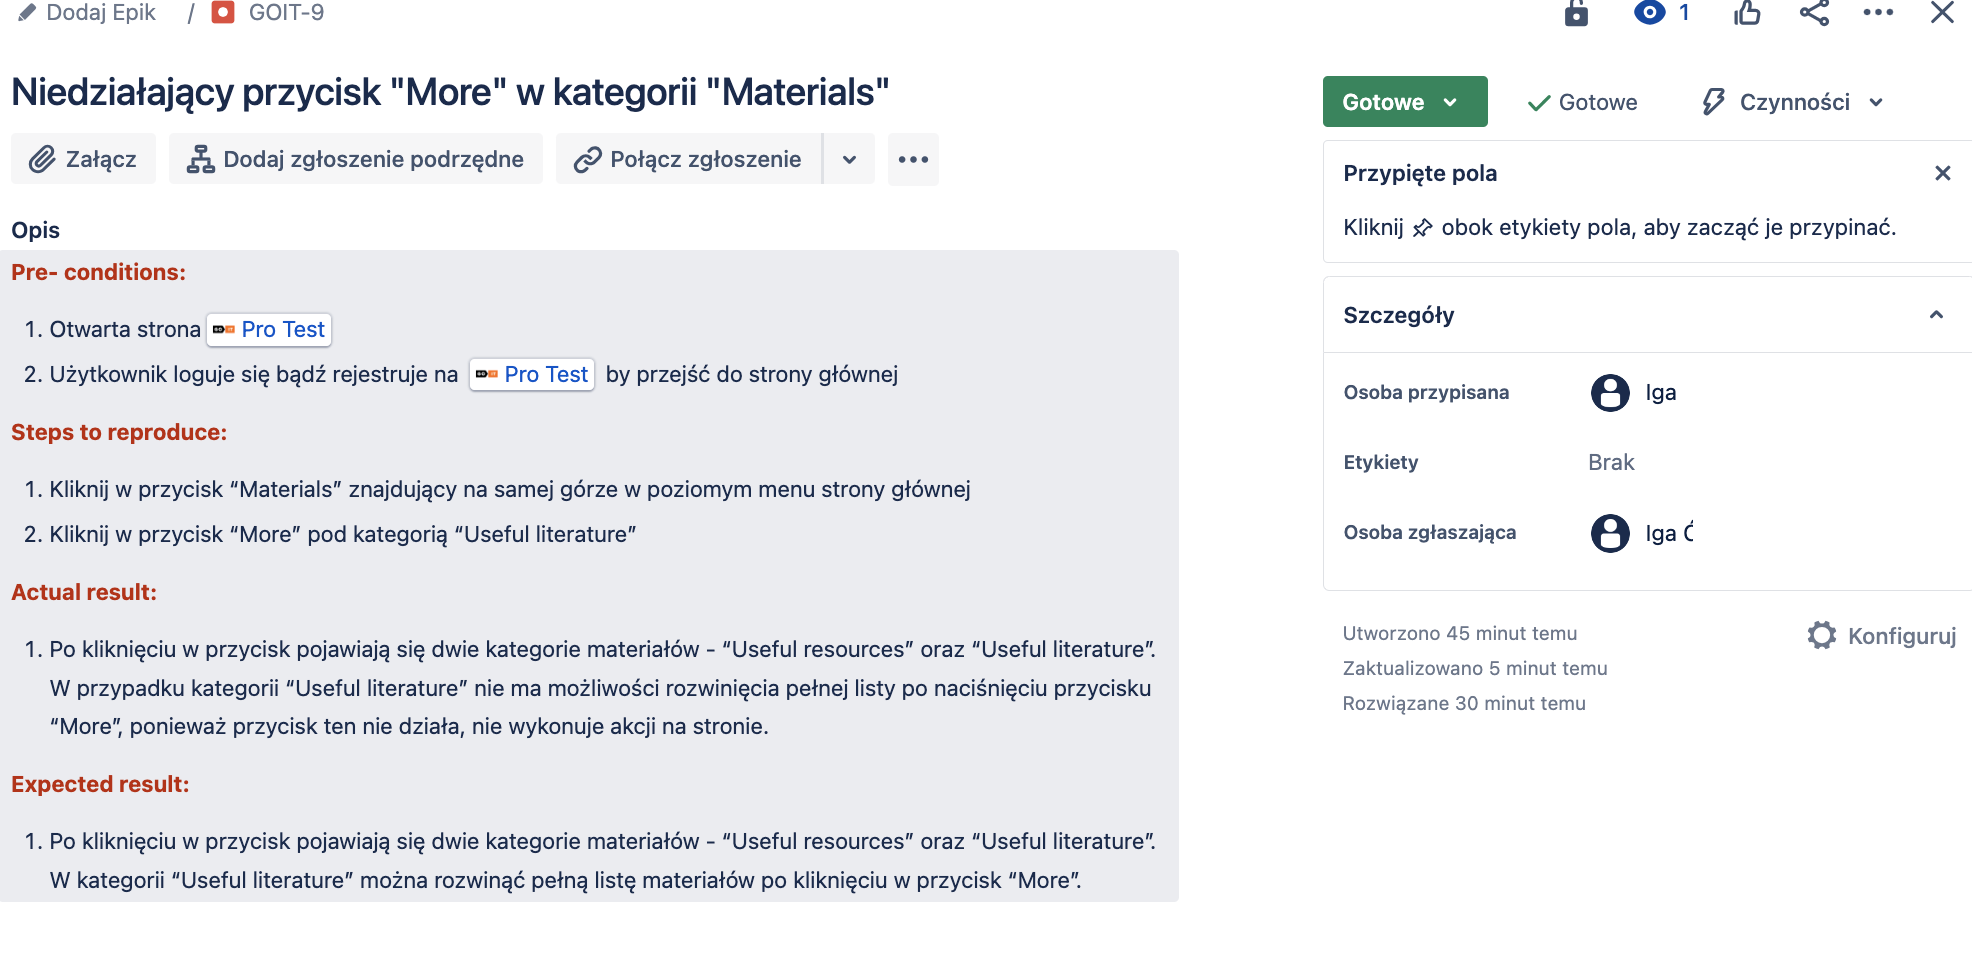 Dodaj Epik / GOIT-9
1
Niedziałający przycisk "More" w kategorii "Materials"
Załącz
Dodaj zgłoszenie podrzędne
Połącz zgłoszenie
Opis
Pre- conditions:
1. Otwarta strona Pro Test
2. Użytkownik loguje się bądź rejestruje na Pro Test by przejść do strony głównej
Steps to reproduce:
1. Kliknij w przycisk “Materials” znajdujący na samej górze w poziomym menu strony głównej
2. Kliknij w przycisk “More” pod kategorią “Useful literature”
Actual result:
1. Po kliknięciu w przycisk pojawiają się dwie kategorie materiałów - “Useful resources” oraz “Useful literature”.
W przypadku kategorii “Useful literature” nie ma możliwości rozwinięcia pełnej listy po naciśnięciu przycisku
“More”, ponieważ przycisk ten nie działa, nie wykonuje akcji na stronie.
Expected result:
1. Po kliknięciu w przycisk pojawiają się dwie kategorie materiałów - “Useful resources” oraz “Useful literature”.
W kategorii “Useful literature” można rozwinąć pełną listę materiałów po kliknięciu w przycisk “More”.
Gotowe
Gotowe
Czynności
Przypięte pola
Kliknij obok etykiety pola, aby zacząć je przypinać.
Szczegóły
Osoba przypisana
Iga
Etykiety
Brak
Osoba zgłaszająca
Iga
Utworzono 45 minut temu
Zaktualizowano 5 minut temu
Rozwiązane 30 minut temu
Konfiguruj